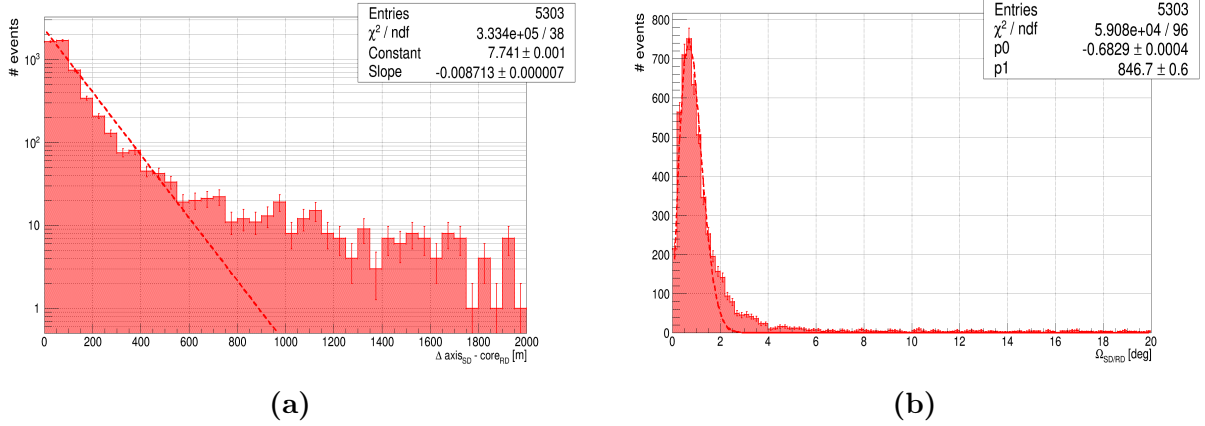 Entries 5303
χ² / ndf 3.334e+05 / 38
Constant 7.741 ± 0.001
Slope -0.008713 ± 0.000007
# events
10³
10²
10
1
0 200 400 600 800 1000 1200 1400 1600 1800 2000
Δ axis_SD - core_RD [m]
(a)
Entries 5303
χ² / ndf 5.908e+04 / 96
p0 -0.6829 ± 0.0004
p1 846.7 ± 0.6
# events
800
700
600
500
400
300
200
100
0
0 2 4 6 8 10 12 14 16 18 20
Ω_SD/RD [deg]
(b)